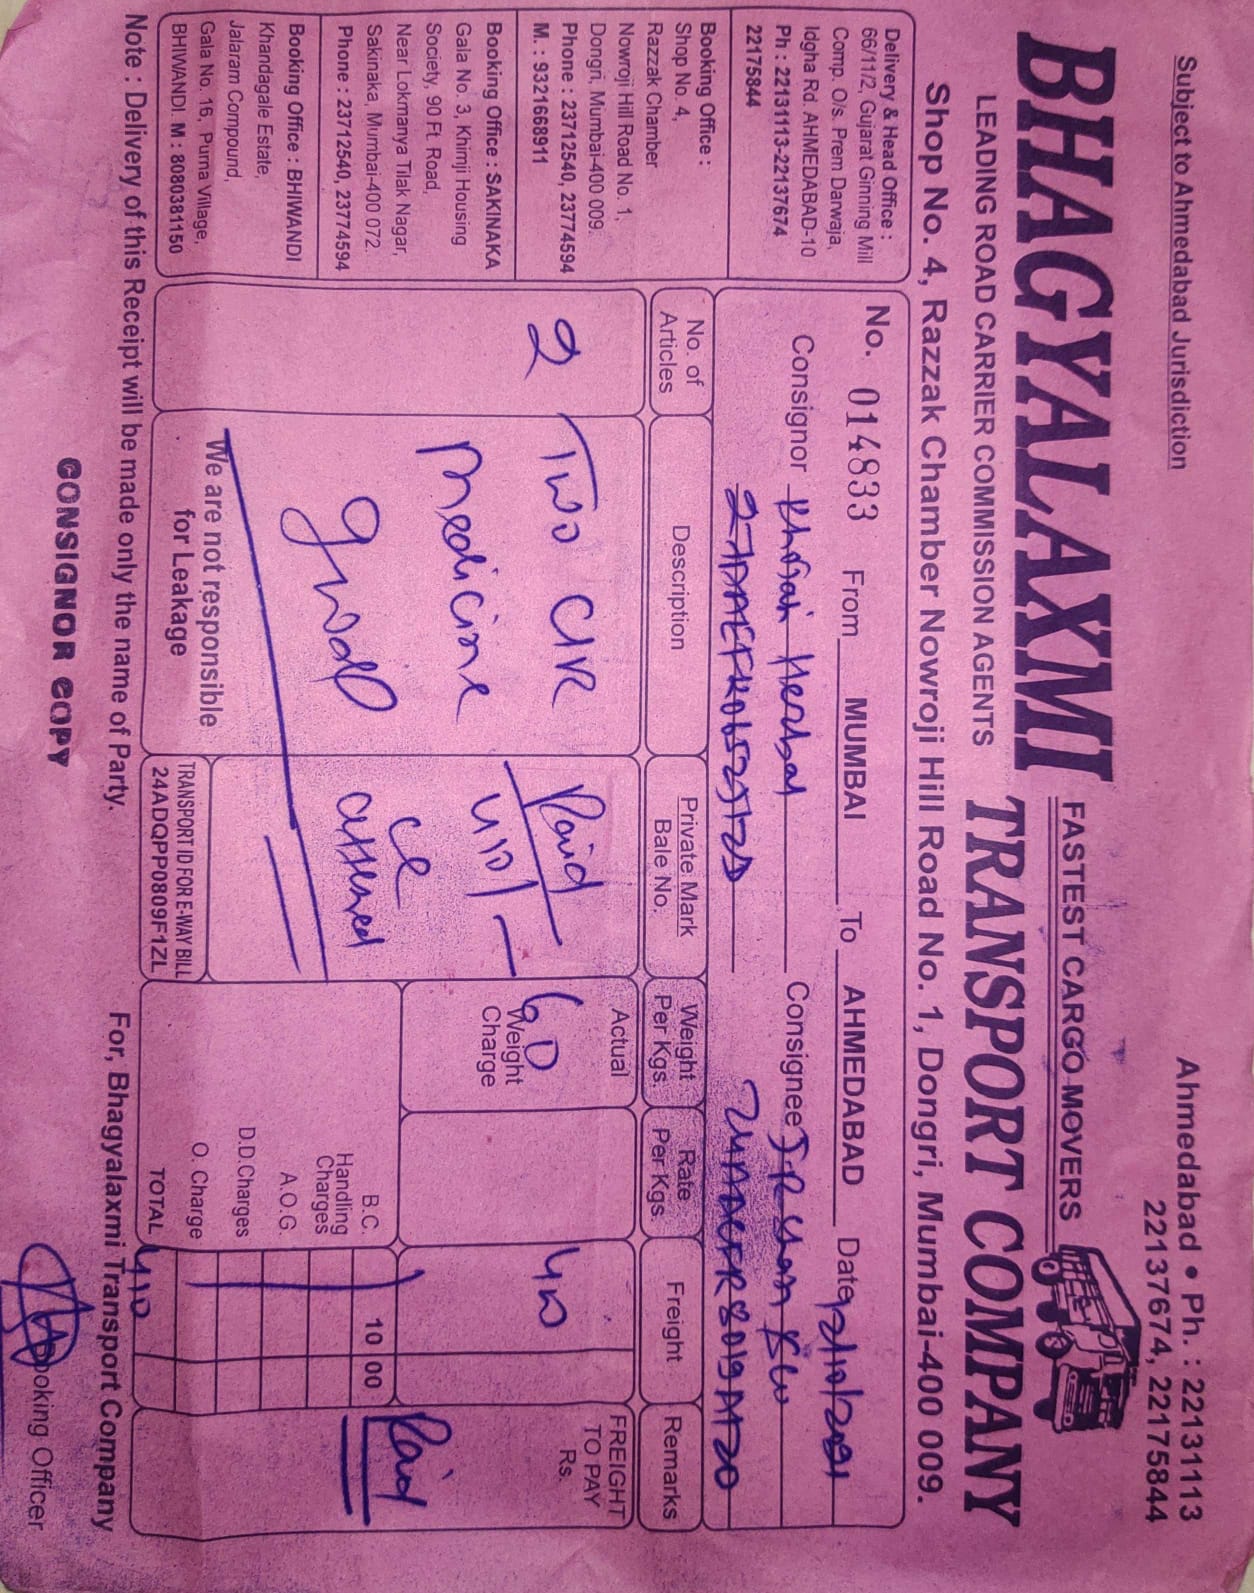 Subject to Ahmedabad Jurisdiction
Ahmedabad • Ph. : 22131113
22137674, 22175844
BHAGYALAXMI
FASTEST CARGO MOVERS
LEADING ROAD CARRIER COMMISSION AGENTS
TRANSPORT COMPANY
Shop No. 4, Razzak Chamber Nowroji Hill Road No. 1, Dongri, Mumbai-400 009.
Delivery & Head Office :
66/11/2, Gujarat Ginning Mill
Comp. O/s. Prem Darwaja,
Idgha Rd. AHMEDABAD-10
Ph : 22131113-22137674
22175844
Booking Office :
Shop No 4,
Razzak Chamber
Nowroji Hill Road No. 1,
Dongri. Mumbai-400 009.
Phone : 23712540, 23774594
M. : 9321668911
Booking Office : SAKINAKA
Gala No. 3, Khimji Housing
Society, 90 Ft. Road,
Near Lokmanya Tilak Nagar,
Sakinaka, Mumbai-400 072.
Phone : 23712540, 23774594
Booking Office : BHIWANDI
Khandagale Estate,
Jalaram Compound,
Gala No. 16, Purna Village,
BHIWANDI. M : 8080381150
No. 014833 From MUMBAI To AHMEDABAD Date
Consignor Herbal Consignee
No. of Articles
Description
Private Mark Bale No.
Weight Per Kgs.
Rate Per Kgs.
Freight
Remarks
2
Two
Medicine
Paid
Actual
60
Weight Charge
FREIGHT TO PAY Rs.
Paid
B.C. 10 00
Handling Charges
A.O.G.
D.D.Charges
O. Charge
TOTAL
We are not responsible
for Leakage
TRANSPORT ID FOR E-WAY BILL
24ADQPP0809F1ZL
Note : Delivery of this Receipt will be made only the name of Party.
For, Bhagyalaxmi Transport Company
CONSIGNOR COPY
Booking Officer